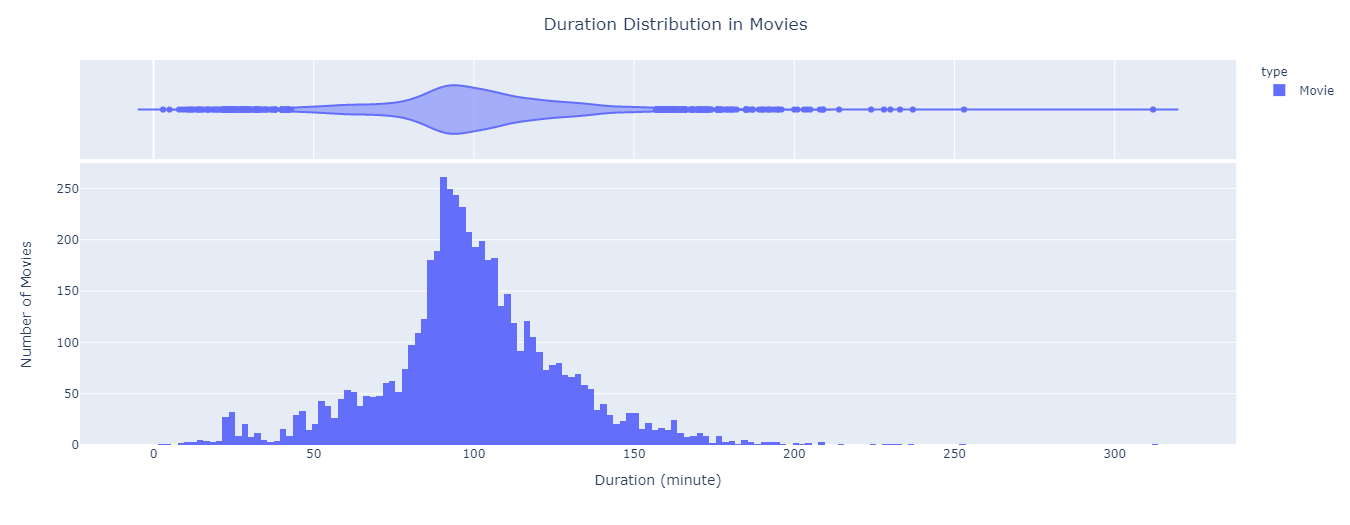 Duration Distribution in Movies
type
Movie
Number of Movies
250
200
150
100
50
0
0 50 100 150 200 250 300
Duration (minute)